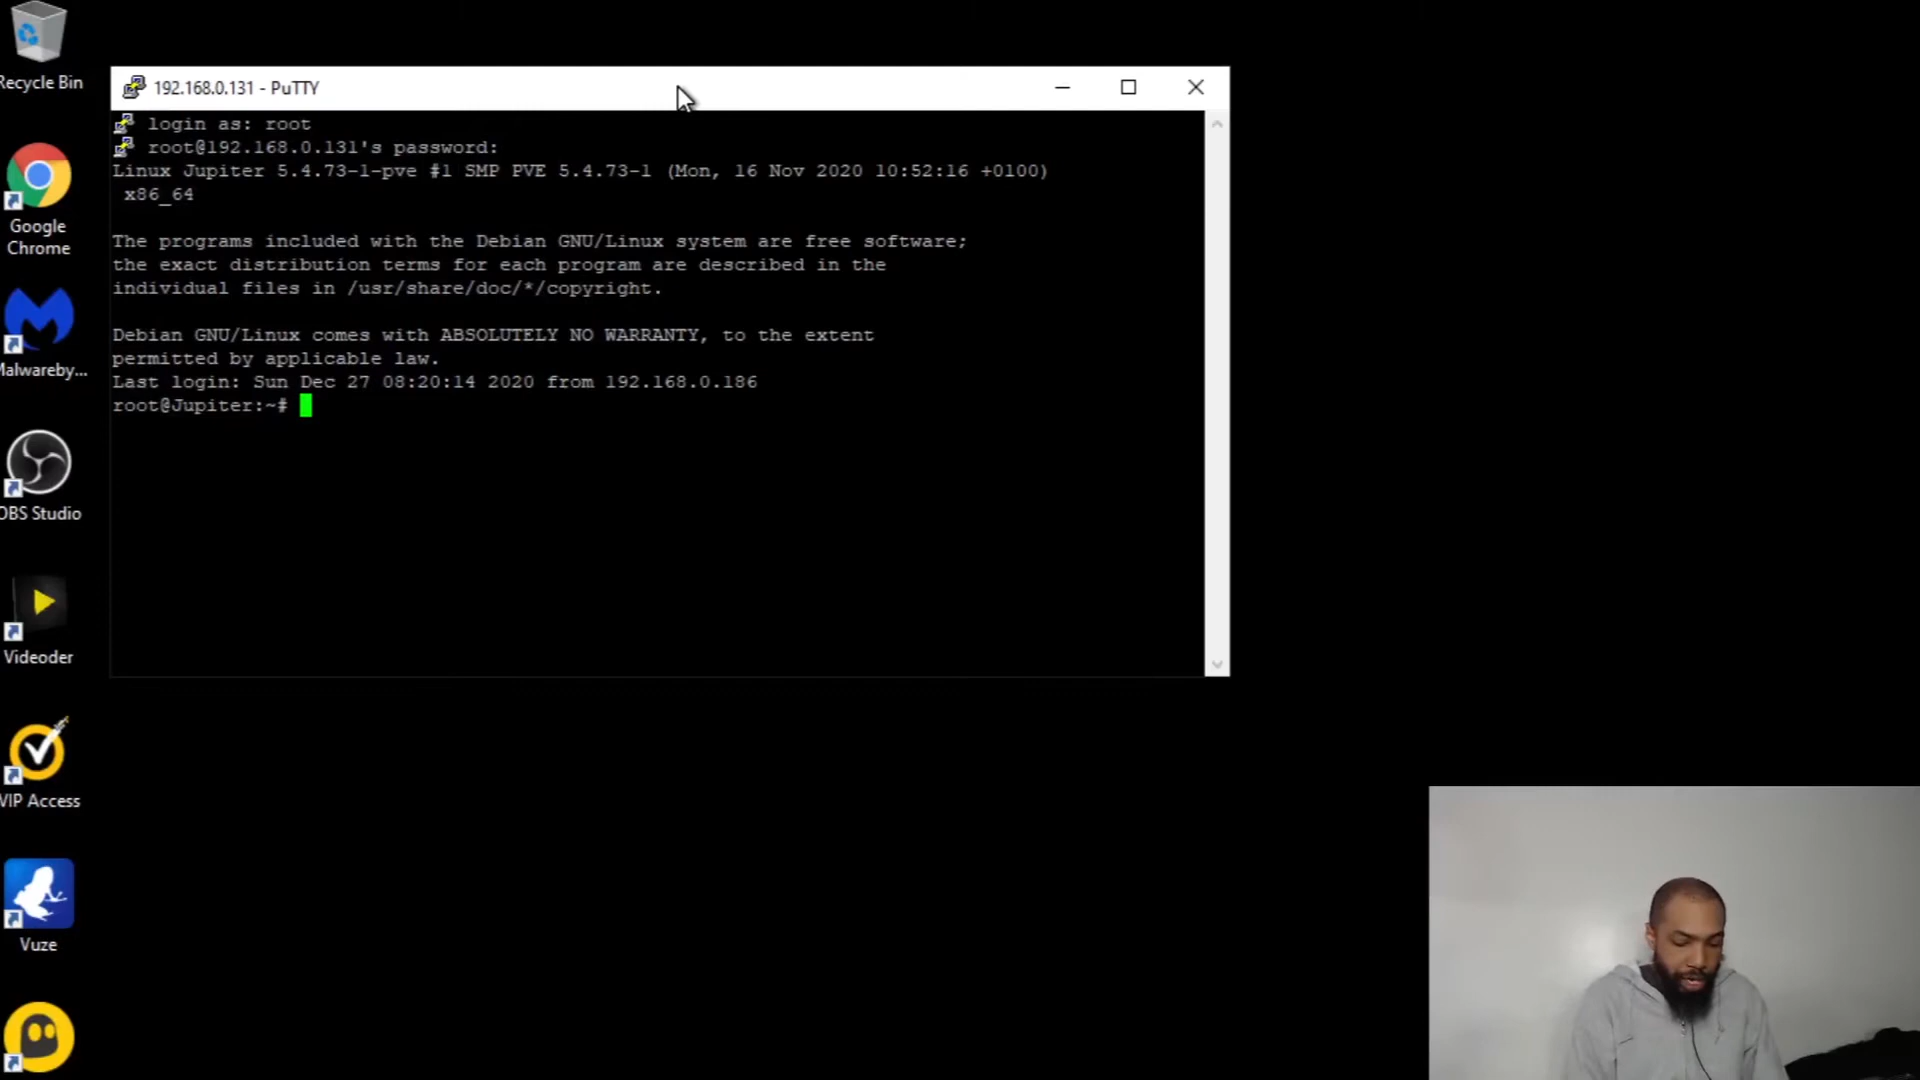 Recycle Bin
Google
Chrome
Malwareby...
OBS Studio
Videoder
VIP Access
Vuze
192.168.0.131 - PuTTY
login as: root
root@192.168.0.131's password:
Linux Jupiter 5.4.73-1-pve #1 SMP PVE 5.4.73-1 (Mon, 16 Nov 2020 10:52:16 +0100)
x86_64
The programs included with the Debian GNU/Linux system are free software;
the exact distribution terms for each program are described in the
individual files in /usr/share/doc/*/copyright.
Debian GNU/Linux comes with ABSOLUTELY NO WARRANTY, to the extent
permitted by applicable law.
Last login: Sun Dec 27 08:20:14 2020 from 192.168.0.186
root@Jupiter:~#